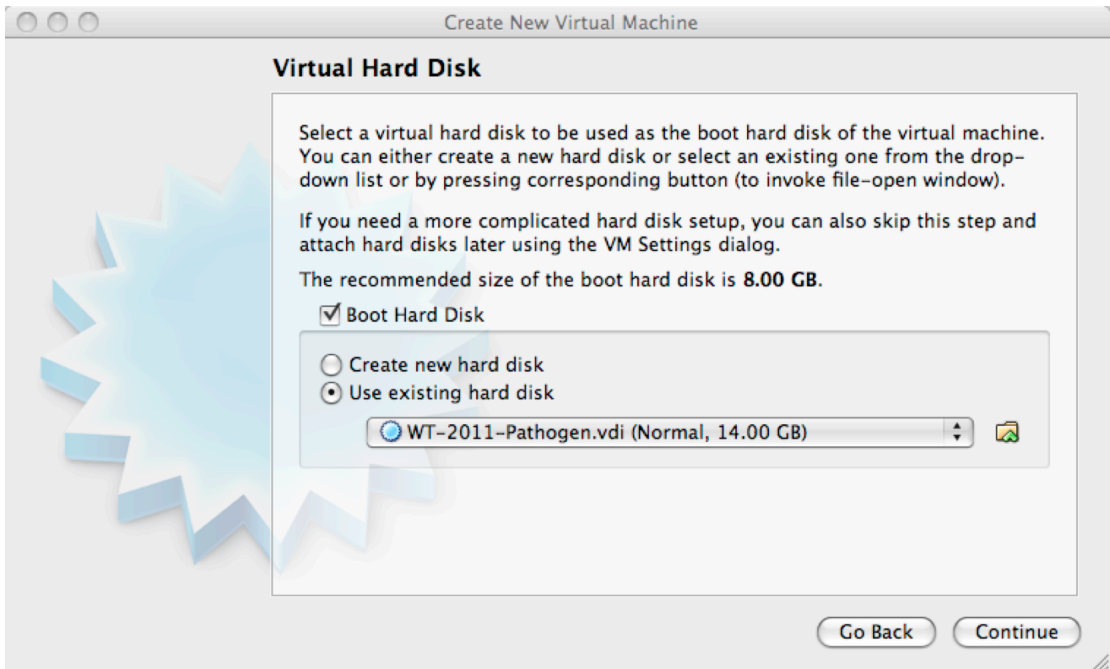 Create New Virtual Machine
Virtual Hard Disk
Select a virtual hard disk to be used as the boot hard disk of the virtual machine.
You can either create a new hard disk or select an existing one from the drop-
down list or by pressing corresponding button (to invoke file-open window).
If you need a more complicated hard disk setup, you can also skip this step and
attach hard disks later using the VM Settings dialog.
The recommended size of the boot hard disk is 8.00 GB.
Boot Hard Disk
Create new hard disk
Use existing hard disk
WT-2011-Pathogen.vdi (Normal, 14.00 GB)
Go Back
Continue